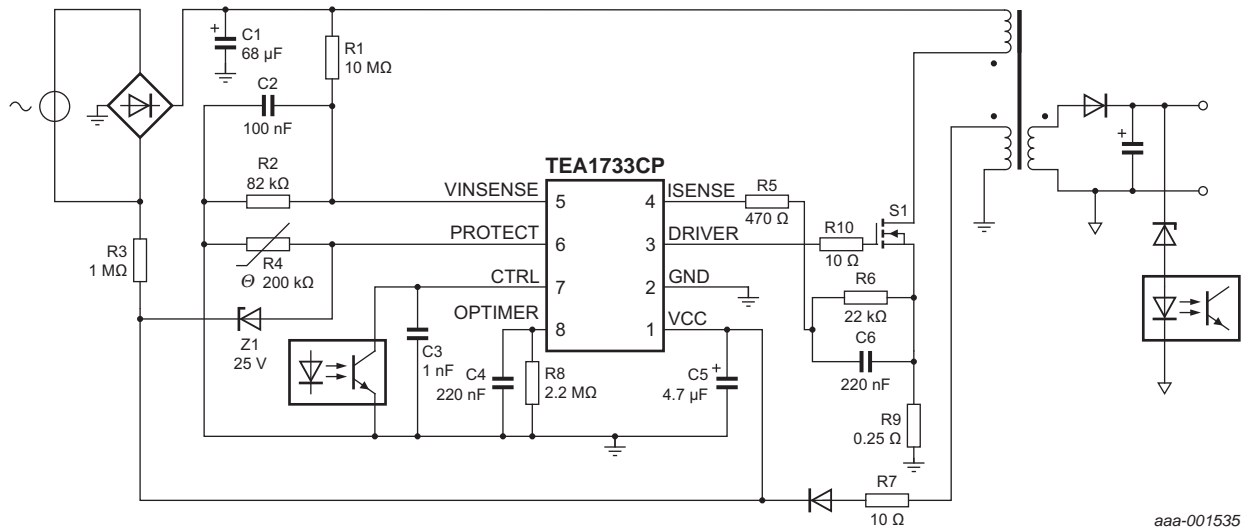 C1
68 μF
R1
10 MΩ
C2
100 nF
R2
82 kΩ
R3
1 MΩ
Θ
R4
200 kΩ
Z1
25 V
TEA1733CP
VINSENSE
5
4
ISENSE
PROTECT
6
3
DRIVER
CTRL
7
2
GND
OPTIMER
8
1
VCC
R5
470 Ω
S1
R10
10 Ω
R6
22 kΩ
C6
220 nF
C3
1 nF
C4
220 nF
R8
2.2 MΩ
C5
4.7 μF
R9
0.25 Ω
R7
10 Ω
aaa-001535